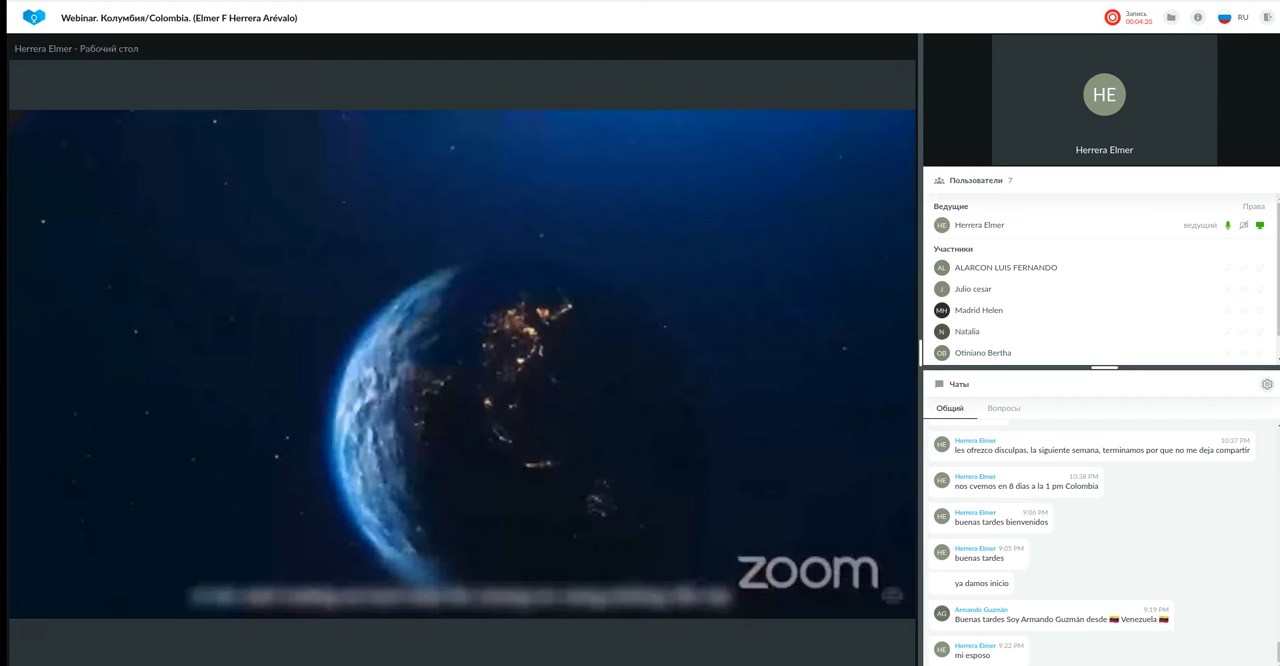 Webinar. Колумбия/Colombia. (Elmer F Herrera Arévalo)
Запись
00:04:20
RU
Herrera Elmer - Рабочий стол
zoom
HE
Herrera Elmer
Пользователи 7
Ведущие Права
HE Herrera Elmer ведущий
Участники
AL ALARCON LUIS FERNANDO
J Julio cesar
MH Madrid Helen
N Natalia
OB Otiniano Bertha
Чаты
Общий Вопросы
HE Herrera Elmer 10:37 PM
les ofrezco disculpas, la siguiente semana, terminamos por que no me deja compartir
HE Herrera Elmer 10:38 PM
nos cvemos en 8 dias a la 1 pm Colombia
HE Herrera Elmer 9:06 PM
buenas tardes bienvenidos
HE Herrera Elmer 9:05 PM
buenas tardes
ya damos inicio
AG Armando Guzmán 9:19 PM
Buenas tardes Soy Armando Guzmán desde 🇻🇪 Venezuela 🇻🇪
HE Herrera Elmer 9:22 PM
mi esposo